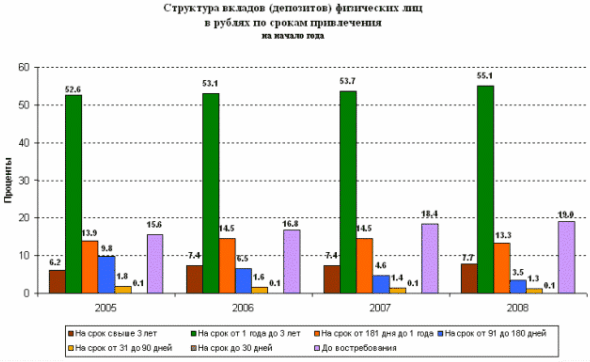 Структура вкладов (депозитов) физических лиц
в рублях по срокам привлечения
на начало года
Проценты
60
50
40
30
20
10
0
6.2 52.6 13.9 9.8 1.8 0.1 15.6
7.4 53.1 14.5 6.5 1.6 0.1 16.8
7.4 53.7 14.5 4.6 1.4 0.1 18.4
7.7 55.1 13.3 3.5 1.3 0.1 19.0
2005 2006 2007 2008
На срок свыше 3 лет На срок от 1 года до 3 лет На срок от 181 дня до 1 года На срок от 91 до 180 дней
На срок от 31 до 90 дней На срок до 30 дней До востребования